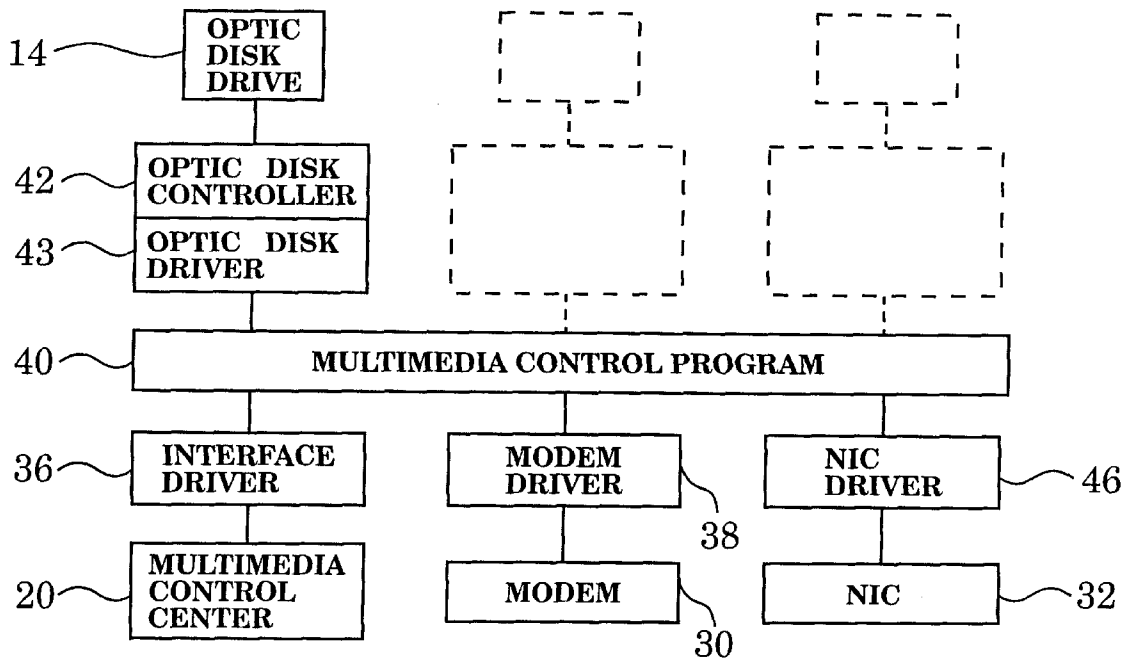 14
OPTIC
DISK
DRIVE
42
OPTIC DISK
CONTROLLER
43
OPTIC DISK
DRIVER
40
MULTIMEDIA CONTROL PROGRAM
36
INTERFACE
DRIVER
MODEM
DRIVER
38
NIC
DRIVER
46
20
MULTIMEDIA
CONTROL
CENTER
MODEM
30
NIC
32